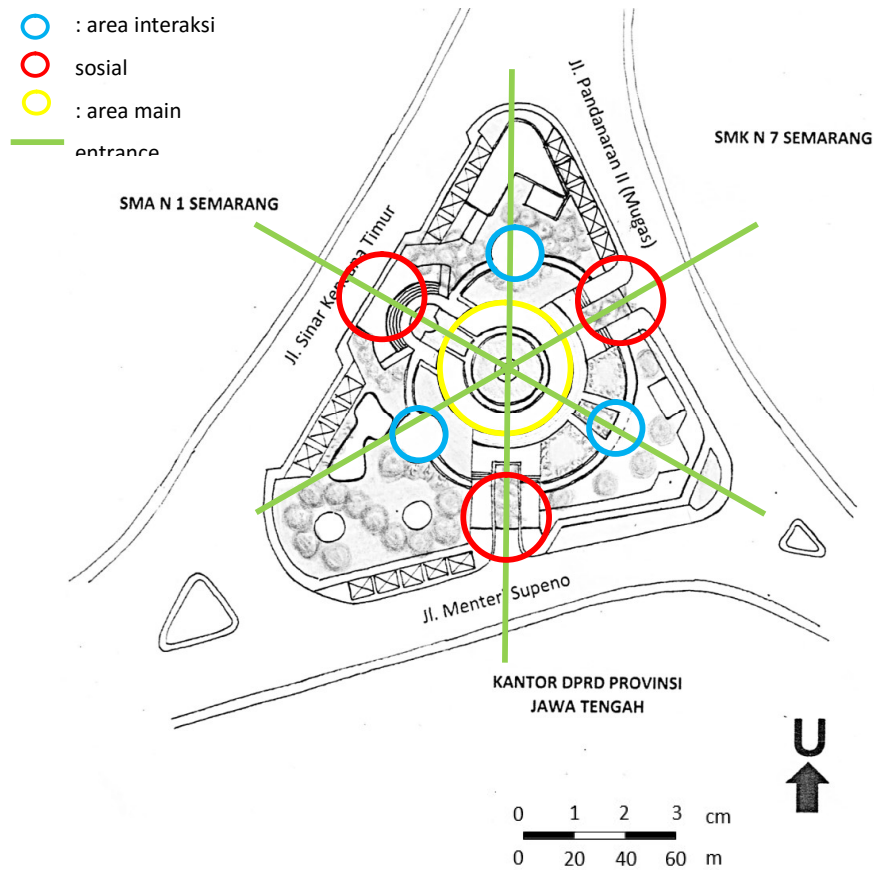 : area interaksi
sosial
: area main
entrance
Jl. Pandanaran II (Mugas)
SMK N 7 SEMARANG
SMA N 1 SEMARANG
Jl. Sinar Kencana Timur
Jl. Menteri Supeno
KANTOR DPRD PROVINSI
JAWA TENGAH
U
0 1 2 3 cm
0 20 40 60 m